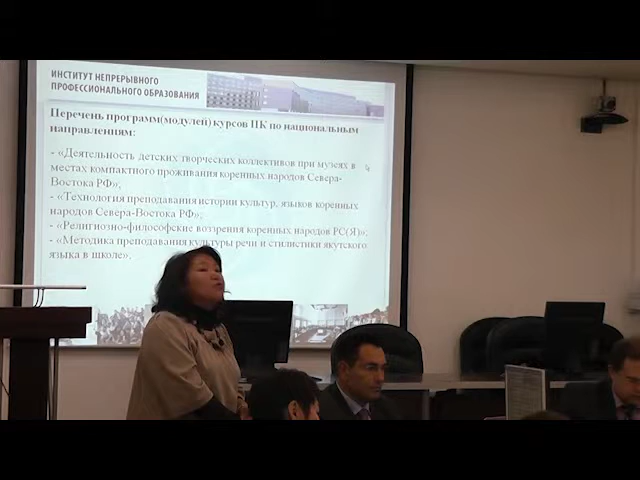 ИНСТИТУТ НЕПРЕРЫВНОГО
ПРОФЕССИОНАЛЬНОГО ОБРАЗОВАНИЯ
Перечень программ(модулей) курсов ПК по национальным
направлениям:
- «Деятельность детских творческих коллективов при музеях в
местах компактного проживания коренных народов Севера-
Востока РФ»;
- «Технология преподавания истории культур, языков коренных
народов Севера-Востока РФ»;
- «Религиозно-философские воззрения коренных народов РС(Я)»,
- «Методика преподавания культуры речи и стилистики якутского
языка в школе».